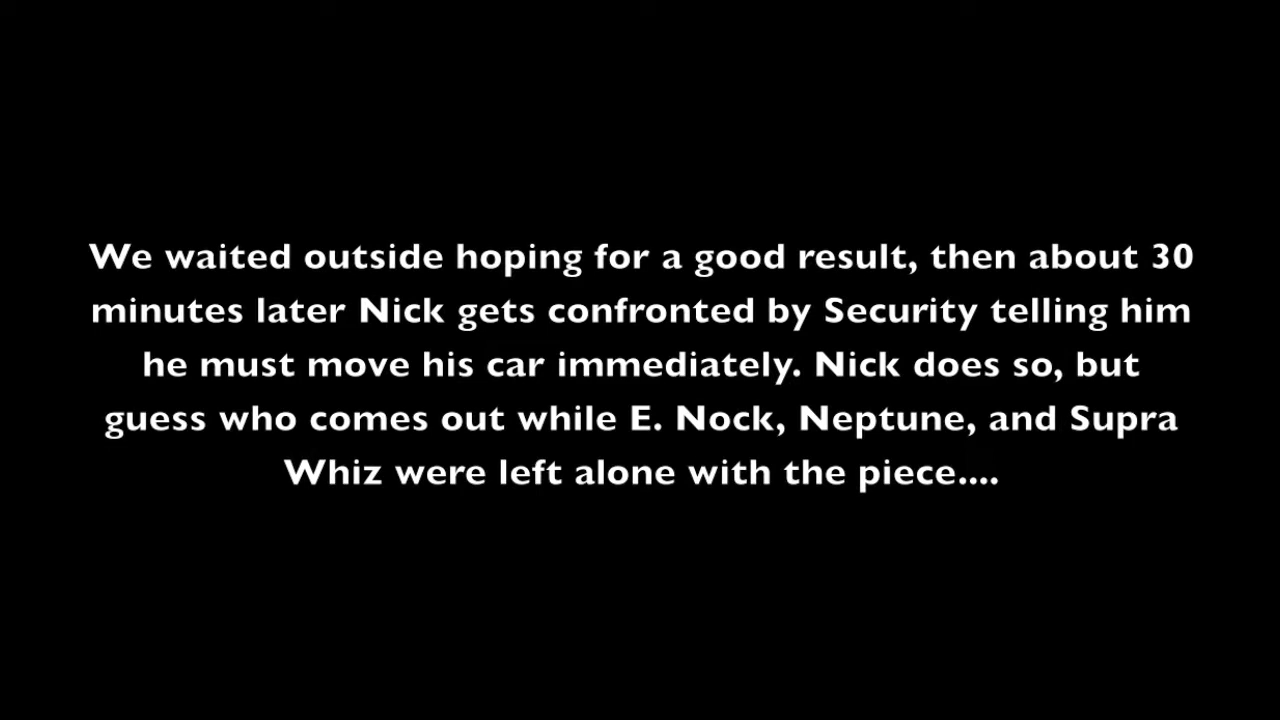 We waited outside hoping for a good result, then about 30
minutes later Nick gets confronted by Security telling him
he must move his car immediately. Nick does so, but
guess who comes out while E. Nock, Neptune, and Supra
Whiz were left alone with the piece....